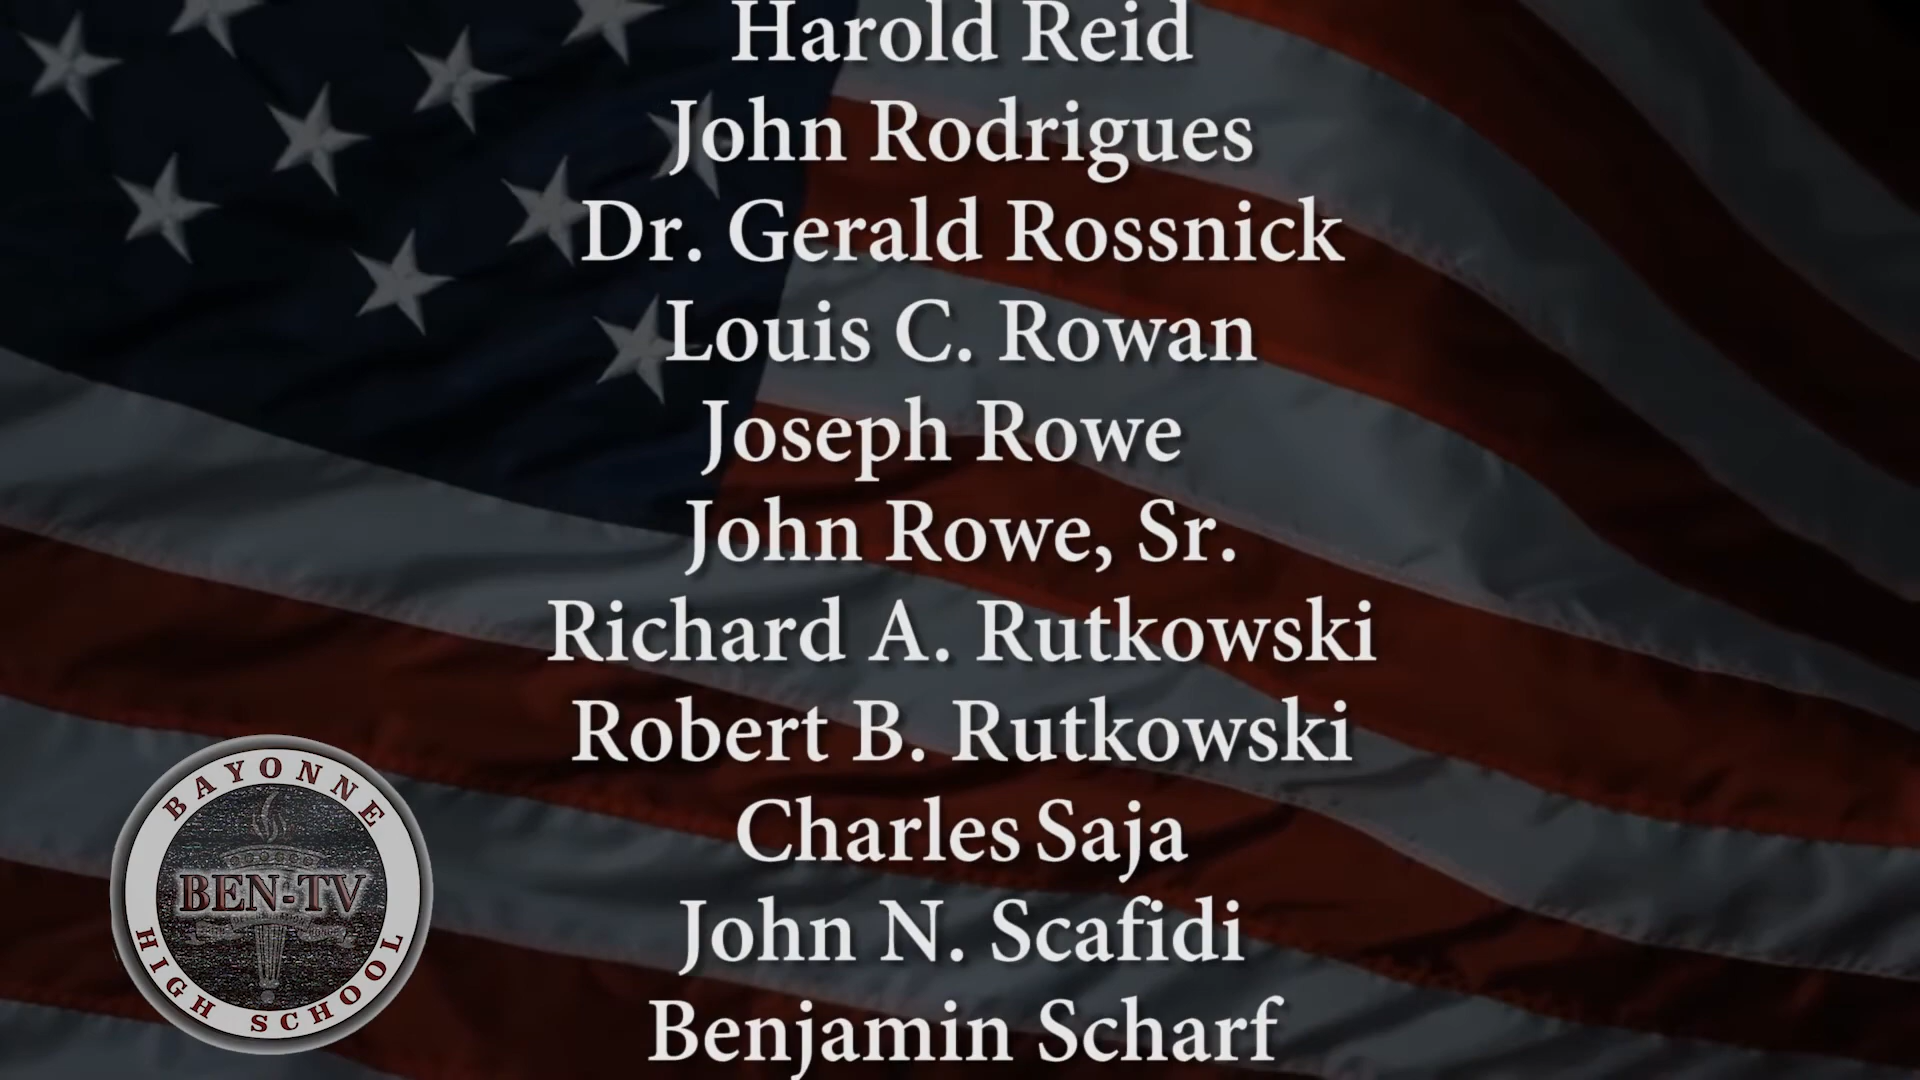 Harold Reid
John Rodrigues
Dr. Gerald Rossnick
Louis C. Rowan
Joseph Rowe
John Rowe, Sr.
Richard A. Rutkowski
Robert B. Rutkowski
Charles Saja
John N. Scafidi
Benjamin Scharf
BAYONNE
BEN-TV
HIGH SCHOOL